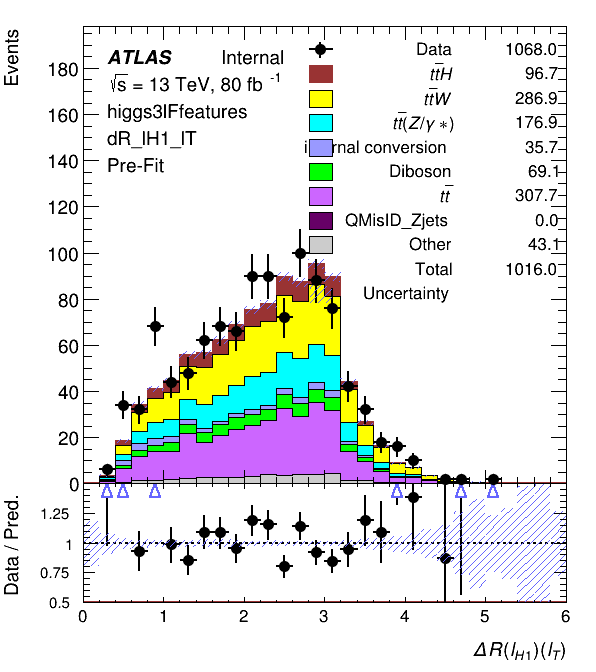 Events
ATLAS Internal
√s = 13 TeV, 80 fb -1
higgs3lFfeatures
dR_lH1_lT
Pre-Fit
Data 1068.0
tt̄H 96.7
tt̄W 286.9
tt̄(Z/γ *) 176.9
rnal conversion 35.7
Diboson 69.1
tt̄ 307.7
QMisID_Zjets 0.0
Other 43.1
Total 1016.0
Uncertainty
180
160
140
120
100
80
60
40
20
0
Data / Pred.
1.25
1
0.75
0.5
0 1 2 3 4 5 6
ΔR(l_H1)(l_T)